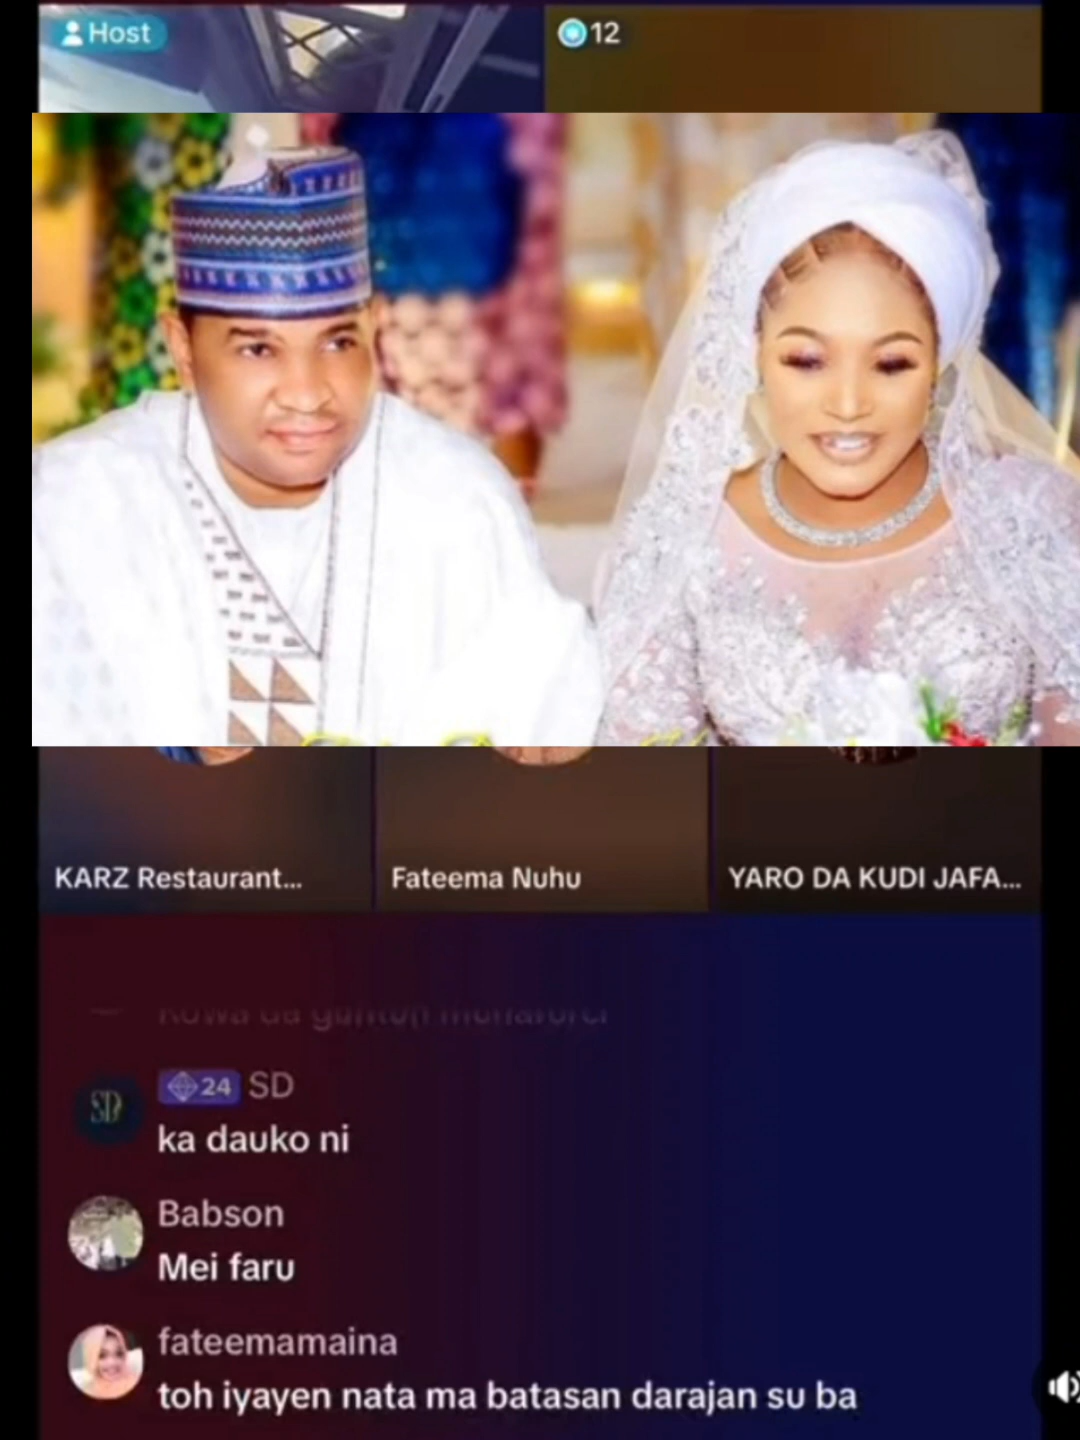 Host
12
KARZ Restaurant...
Fateema Nuhu
YARO DA KUDI JAFA...
24 SD
ka dauko ni
Babson
Mei faru
fateemamaina
toh iyayen nata ma batasan darajan su ba